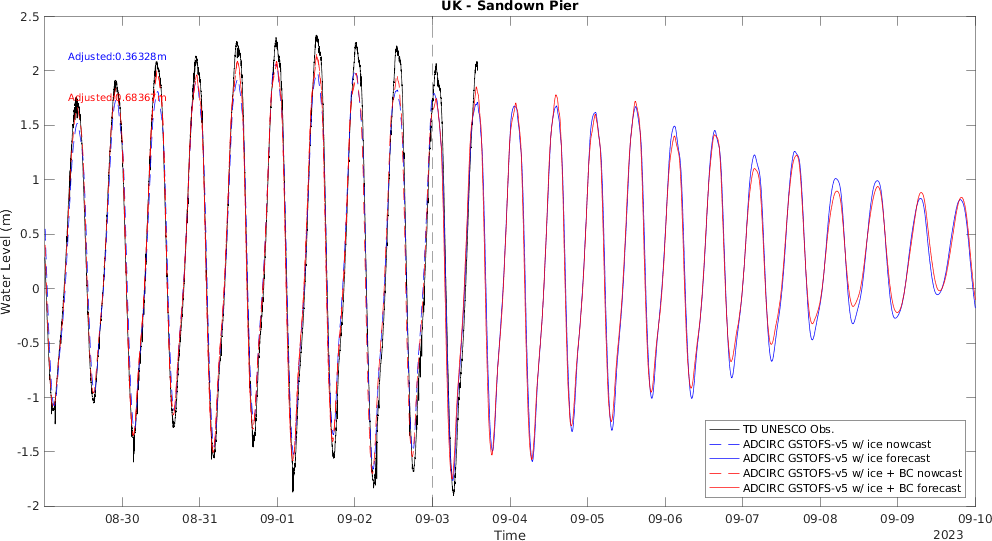 UK - Sandown Pier
2.5
2
1.5
1
0.5
0
-0.5
-1
-1.5
-2
Water Level (m)
Adjusted:0.36328m
Adjusted:0.68367m
TD UNESCO Obs.
ADCIRC GSTOFS-v5 w/ ice nowcast
ADCIRC GSTOFS-v5 w/ ice forecast
ADCIRC GSTOFS-v5 w/ ice + BC nowcast
ADCIRC GSTOFS-v5 w/ ice + BC forecast
08-30 08-31 09-01 09-02 09-03 09-04 09-05 09-06 09-07 09-08 09-09 09-10
Time
2023